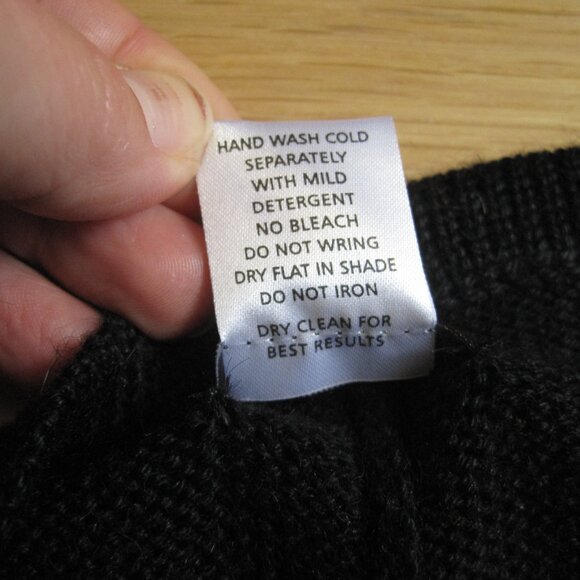 HAND WASH COLD
SEPARATELY
WITH MILD
DETERGENT
NO BLEACH
DO NOT WRING
DRY FLAT IN SHADE
DO NOT IRON
DRY CLEAN FOR
BEST RESULTS